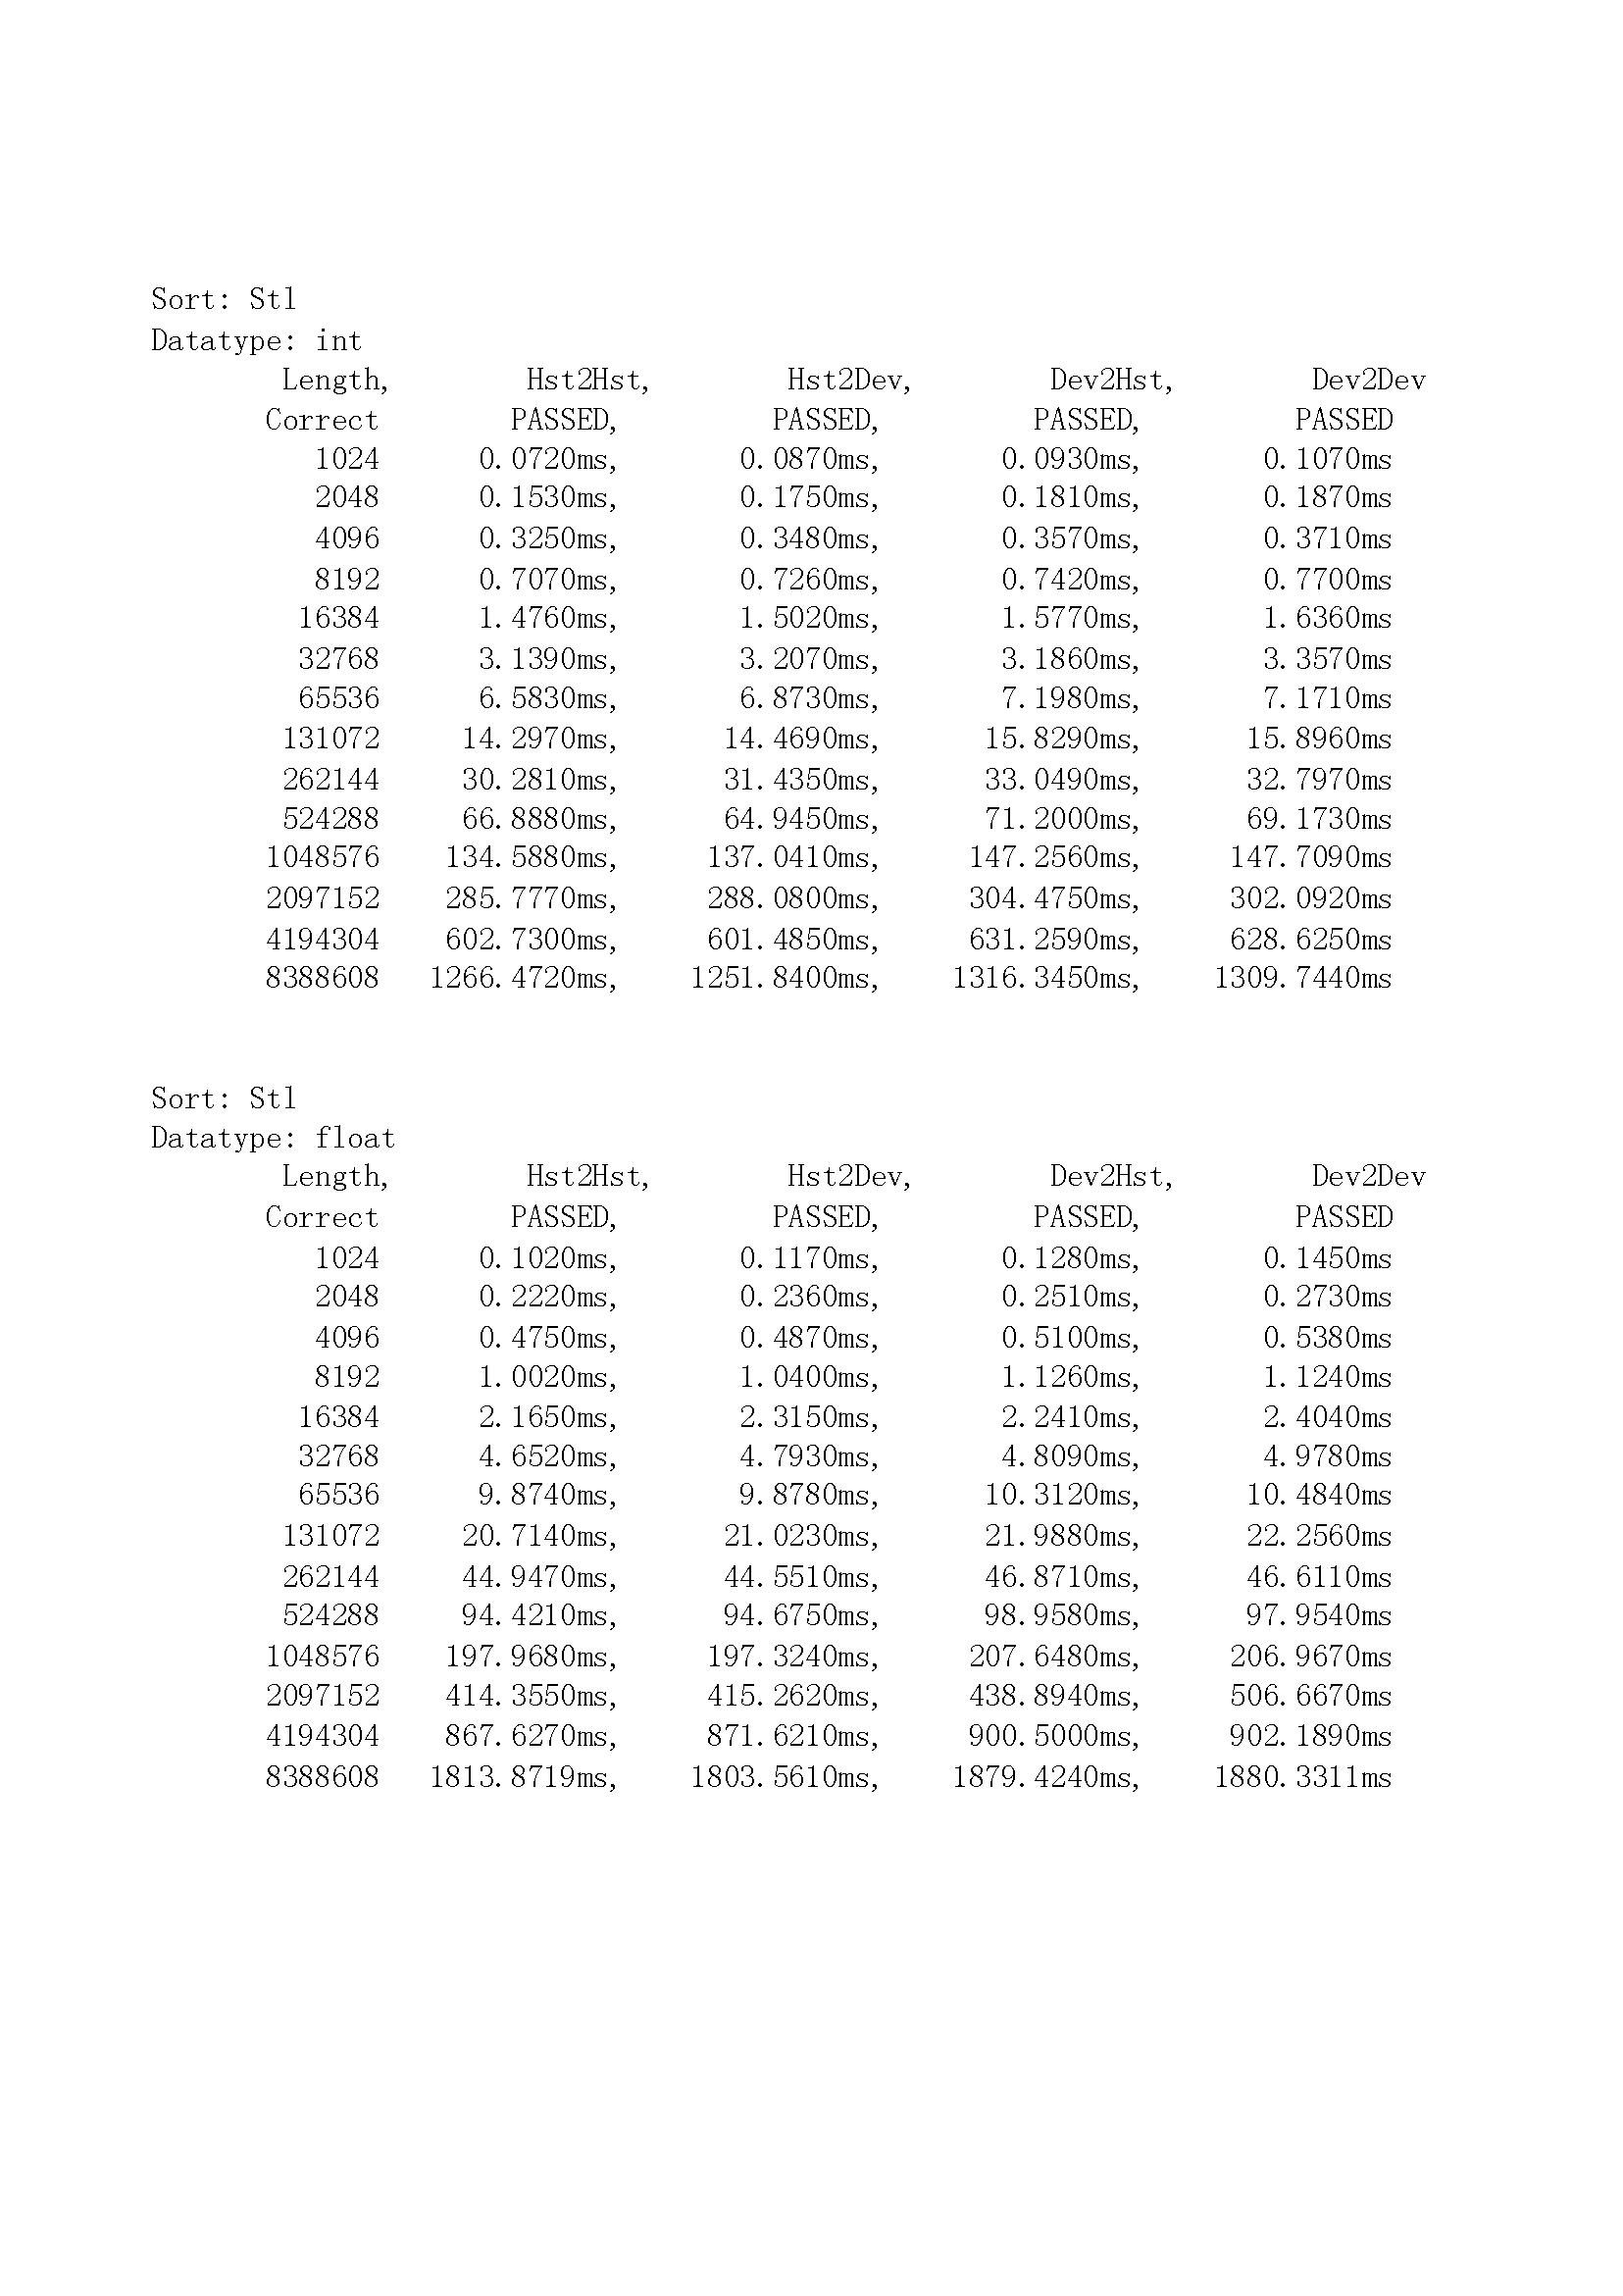 Sort: Stl
Datatype: int
Length, Hst2Hst, Hst2Dev, Dev2Hst, Dev2Dev
Correct PASSED, PASSED, PASSED, PASSED
1024 0.0720ms, 0.0870ms, 0.0930ms, 0.1070ms
2048 0.1530ms, 0.1750ms, 0.1810ms, 0.1870ms
4096 0.3250ms, 0.3480ms, 0.3570ms, 0.3710ms
8192 0.7070ms, 0.7260ms, 0.7420ms, 0.7700ms
16384 1.4760ms, 1.5020ms, 1.5770ms, 1.6360ms
32768 3.1390ms, 3.2070ms, 3.1860ms, 3.3570ms
65536 6.5830ms, 6.8730ms, 7.1980ms, 7.1710ms
131072 14.2970ms, 14.4690ms, 15.8290ms, 15.8960ms
262144 30.2810ms, 31.4350ms, 33.0490ms, 32.7970ms
524288 66.8880ms, 64.9450ms, 71.2000ms, 69.1730ms
1048576 134.5880ms, 137.0410ms, 147.2560ms, 147.7090ms
2097152 285.7770ms, 288.0800ms, 304.4750ms, 302.0920ms
4194304 602.7300ms, 601.4850ms, 631.2590ms, 628.6250ms
8388608 1266.4720ms, 1251.8400ms, 1316.3450ms, 1309.7440ms
Sort: Stl
Datatype: float
Length, Hst2Hst, Hst2Dev, Dev2Hst, Dev2Dev
Correct PASSED, PASSED, PASSED, PASSED
1024 0.1020ms, 0.1170ms, 0.1280ms, 0.1450ms
2048 0.2220ms, 0.2360ms, 0.2510ms, 0.2730ms
4096 0.4750ms, 0.4870ms, 0.5100ms, 0.5380ms
8192 1.0020ms, 1.0400ms, 1.1260ms, 1.1240ms
16384 2.1650ms, 2.3150ms, 2.2410ms, 2.4040ms
32768 4.6520ms, 4.7930ms, 4.8090ms, 4.9780ms
65536 9.8740ms, 9.8780ms, 10.3120ms, 10.4840ms
131072 20.7140ms, 21.0230ms, 21.9880ms, 22.2560ms
262144 44.9470ms, 44.5510ms, 46.8710ms, 46.6110ms
524288 94.4210ms, 94.6750ms, 98.9580ms, 97.9540ms
1048576 197.9680ms, 197.3240ms, 207.6480ms, 206.9670ms
2097152 414.3550ms, 415.2620ms, 438.8940ms, 506.6670ms
4194304 867.6270ms, 871.6210ms, 900.5000ms, 902.1890ms
8388608 1813.8719ms, 1803.5610ms, 1879.4240ms, 1880.3311ms